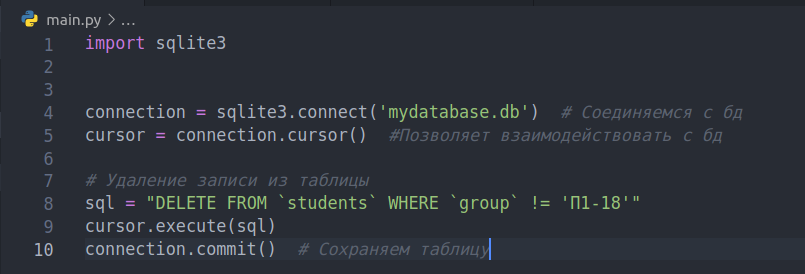 main.py > ...
1 import sqlite3
2
3
4 connection = sqlite3.connect('mydatabase.db')  # Соединяемся с бд
5 cursor = connection.cursor()  #Позволяет взаимодействовать с бд
6
7 # Удаление записи из таблицы
8 sql = "DELETE FROM `students` WHERE `group` != 'П1-18'"
9 cursor.execute(sql)
10 connection.commit()  # Сохраняем таблицу